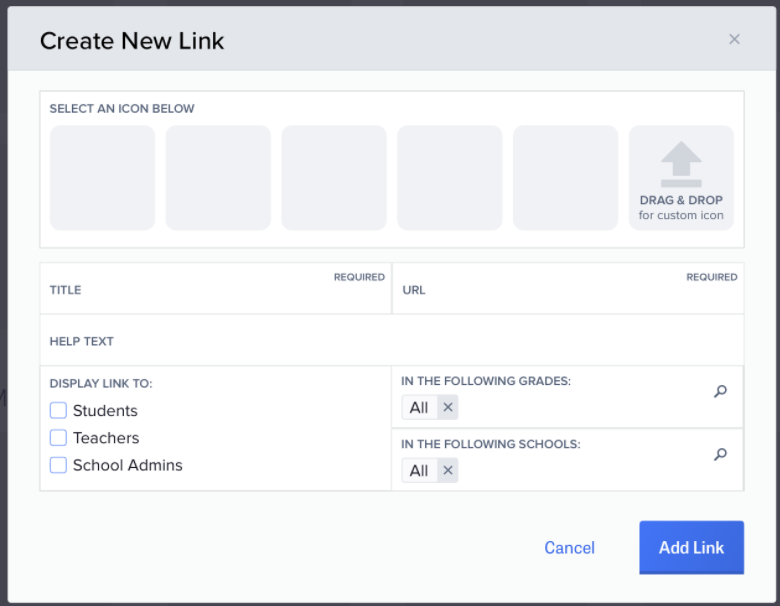 Create New Link
×
SELECT AN ICON BELOW
DRAG & DROP
for custom icon
REQUIRED
TITLE
REQUIRED
URL
HELP TEXT
DISPLAY LINK TO:
Students
Teachers
School Admins
IN THE FOLLOWING GRADES:
All ×
IN THE FOLLOWING SCHOOLS:
All ×
Cancel
Add Link